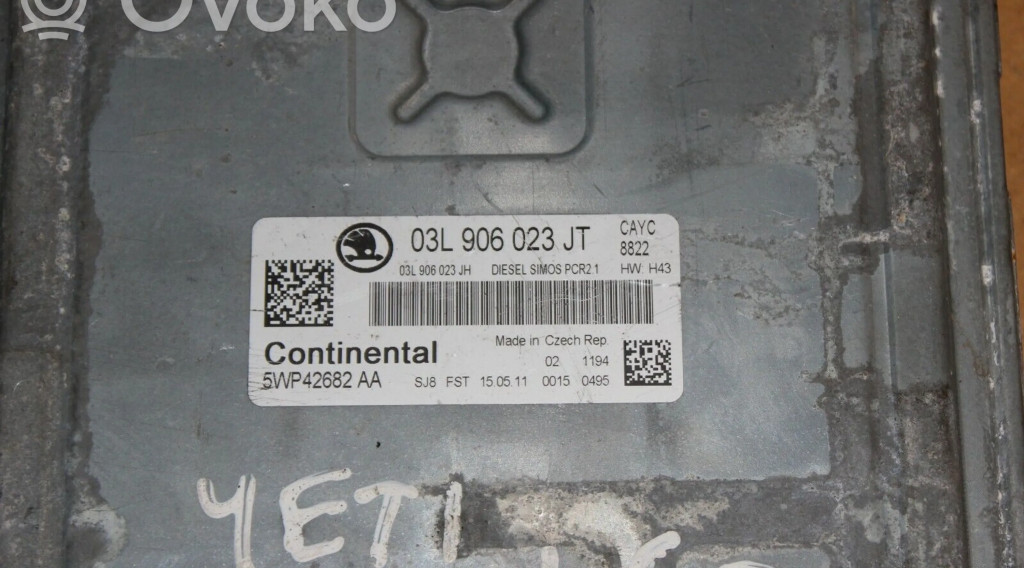 Ovoko
03L 906 023 JT
CAYC
8822
03L 906 023 JH DIESEL SIMOS PCR2.1 HW H43
Continental
Made in Czech Rep.
02 1194
5WP42682 AA
SJ8 FST 15.05.11 0015 0495
YETI